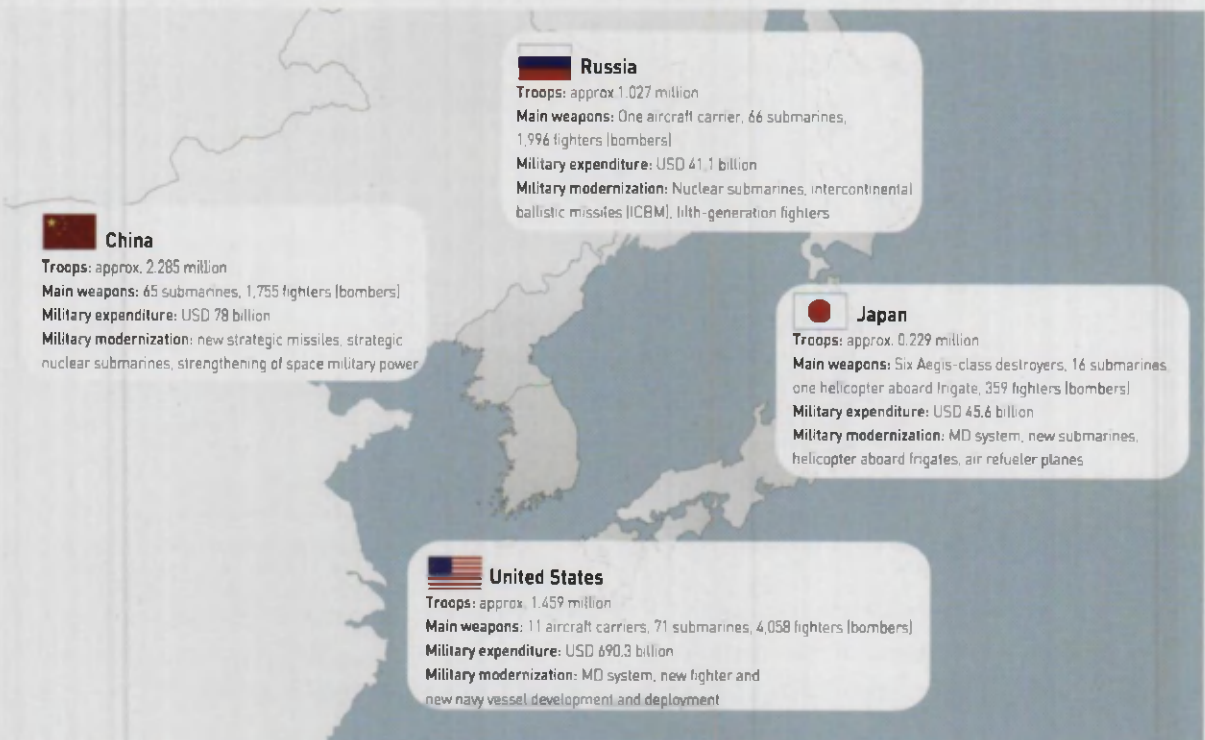 Russia
Troops: approx 1.027 million
Main weapons: One aircraft carrier, 66 submarines,
1,996 fighters [bombers]
Military expenditure: USD 41.1 billion
Military modernization: Nuclear submarines, intercontinental
ballistic missiles [ICBM], fifth-generation fighters
China
Troops: approx. 2.285 million
Main weapons: 65 submarines, 1,755 fighters [bombers]
Military expenditure: USD 78 billion
Military modernization: new strategic missiles, strategic
nuclear submarines, strengthening of space military power
Japan
Troops: approx. 0.229 million
Main weapons: Six Aegis-class destroyers, 16 submarines
one helicopter aboard frigate, 359 fighters [bombers]
Military expenditure: USD 45.6 billion
Military modernization: MD system, new submarines,
helicopter aboard frigates, air refueler planes
United States
Troops: approx. 1.459 million
Main weapons: 11 aircraft carriers, 71 submarines, 4,058 fighters [bombers]
Military expenditure: USD 690.3 billion
Military modernization: MD system, new fighter and
new navy vessel development and deployment